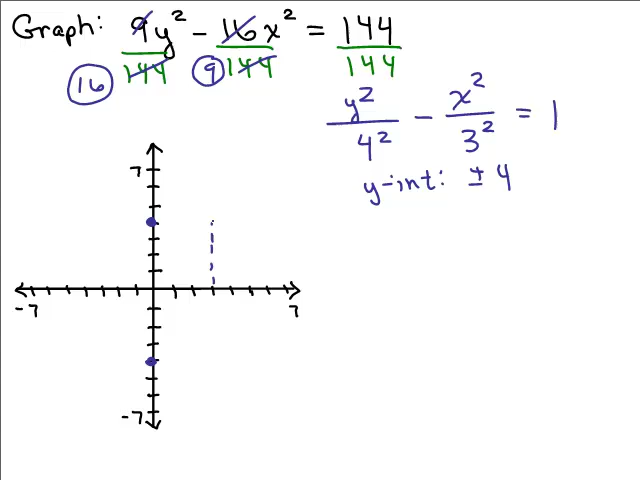 Graph: 9y² − 16x² = 144
144 144 144
16 9
y² / 4² − x² / 3² = 1
y-int: ± 4
7
-7 7
-7